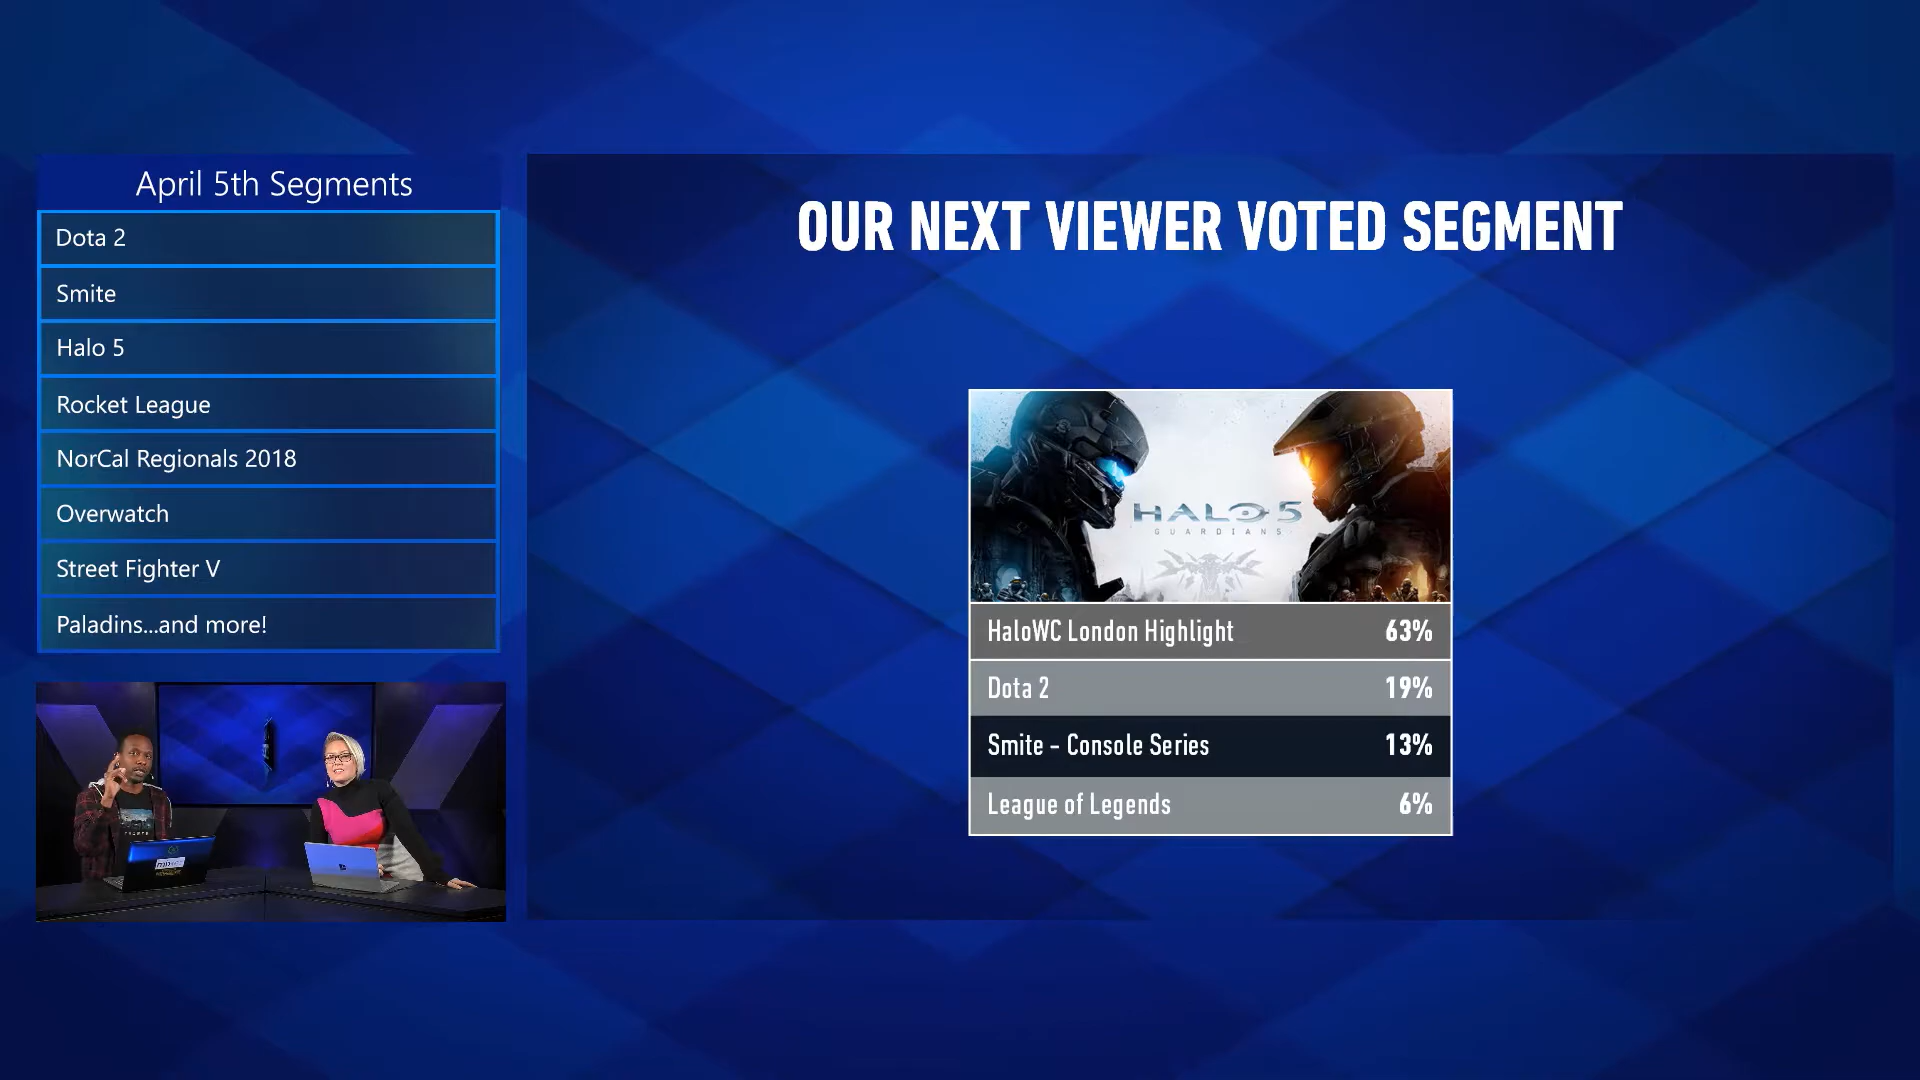 April 5th Segments
Dota 2
Smite
Halo 5
Rocket League
NorCal Regionals 2018
Overwatch
Street Fighter V
Paladins...and more!
OUR NEXT VIEWER VOTED SEGMENT
HALO 5
GUARDIANS
HaloWC London Highlight 63%
Dota 2 19%
Smite - Console Series 13%
League of Legends 6%